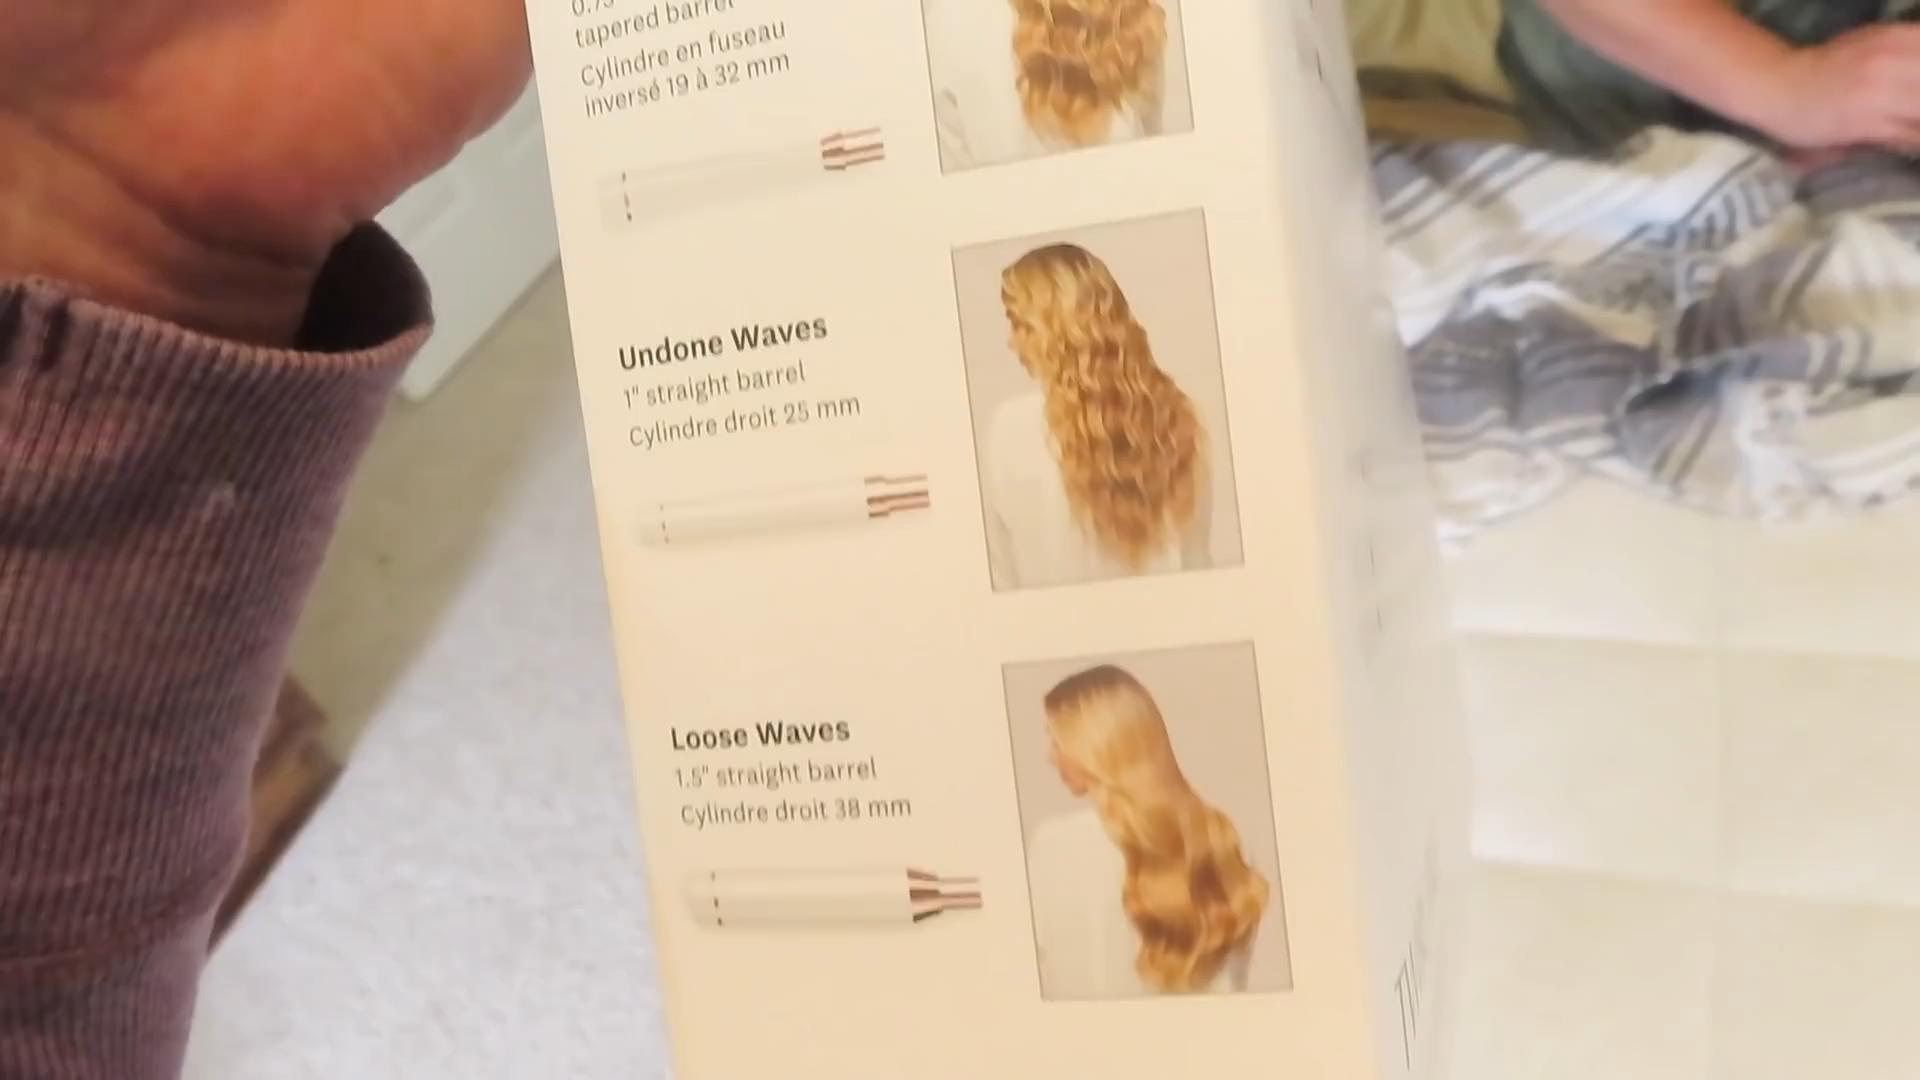 tapered barrel
Cylindre en fuseau
inversé 19 à 32 mm
Undone Waves
1" straight barrel
Cylindre droit 25 mm
Loose Waves
1.5" straight barrel
Cylindre droit 38 mm